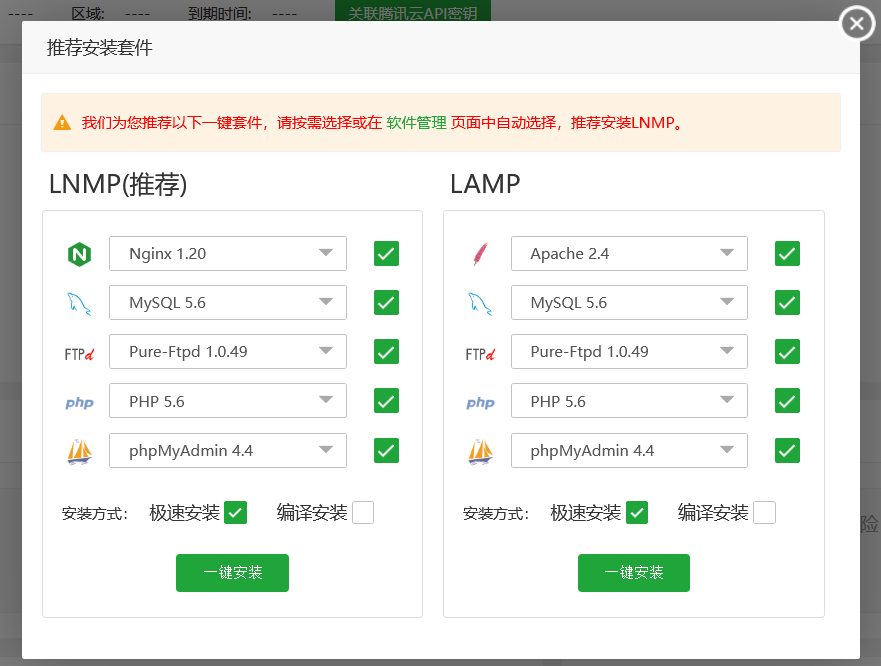 ---- 区域: ---- 到期时间: ---- 关联腾讯云API密钥
推荐安装套件
我们为您推荐以下一键套件，请按需选择或在 软件管理 页面中自动选择，推荐安装LNMP。
LNMP(推荐)
N Nginx 1.20
MySQL 5.6
FTPd Pure-Ftpd 1.0.49
php PHP 5.6
phpMyAdmin 4.4
安装方式： 极速安装 编译安装
一键安装
LAMP
Apache 2.4
MySQL 5.6
FTPd Pure-Ftpd 1.0.49
php PHP 5.6
phpMyAdmin 4.4
安装方式： 极速安装 编译安装
一键安装
险